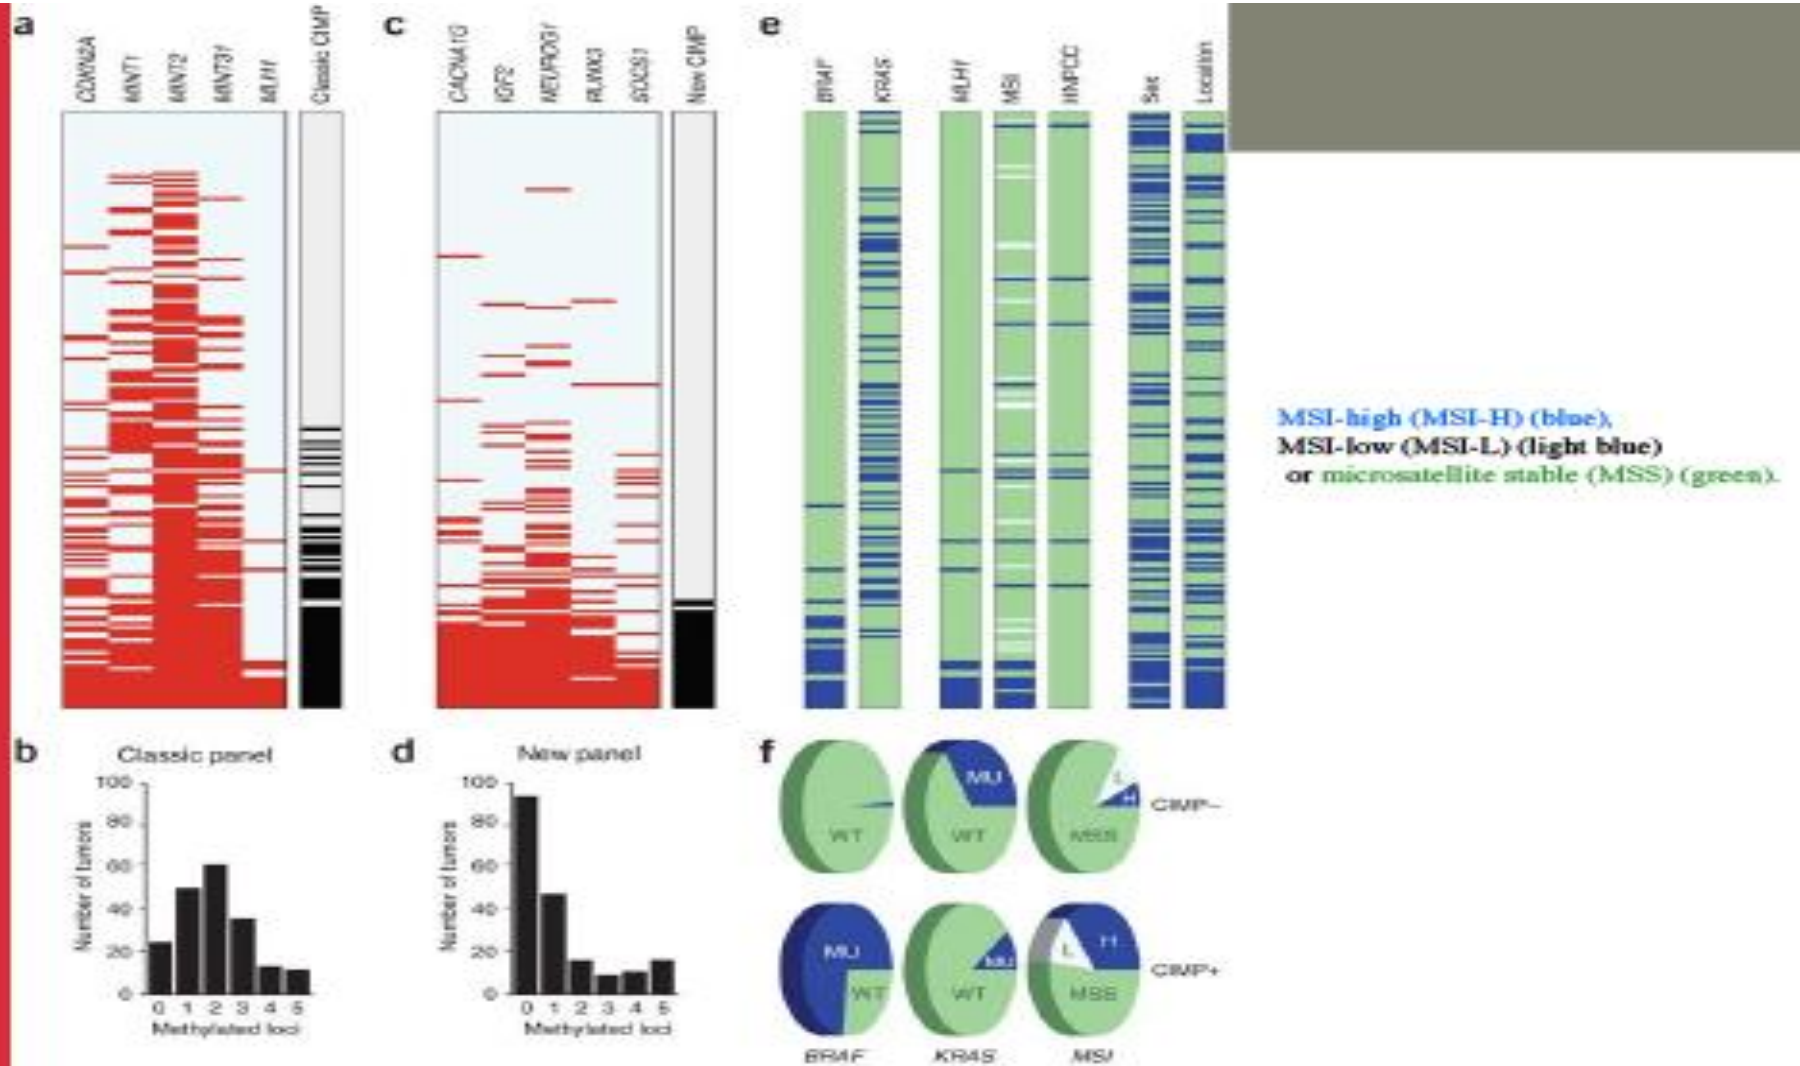 a
CDKN2A MINT1 MINT2 MINT31 MLH1 Classic CIMP
c
CACNA1G IGF2 NEUROG1 RUNX3 SOCS1 New CIMP
e
BRAF KRAS MLH1 MSI HNPCC Sex Location
MSI-high (MSI-H) (blue),
MSI-low (MSI-L) (light blue)
or microsatellite stable (MSS) (green).
b
Classic panel
Number of tumors
100
80
60
40
20
0
0 1 2 3 4 5
Methylated loci
d
New panel
Number of tumors
100
80
60
40
20
0
0 1 2 3 4 5
Methylated loci
f
WT
MU
WT
L
H
MSS
CIMP–
MU
WT
MU
WT
H
L
MSS
CIMP+
BRAF KRAS MSI